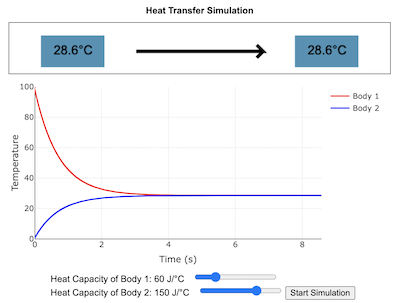 Heat Transfer Simulation
28.6°C 28.6°C
100
Body 1
Body 2
80
60
40
20
0
Temperature
0 2 4 6 8
Time (s)
Heat Capacity of Body 1: 60 J/°C
Heat Capacity of Body 2: 150 J/°C Start Simulation